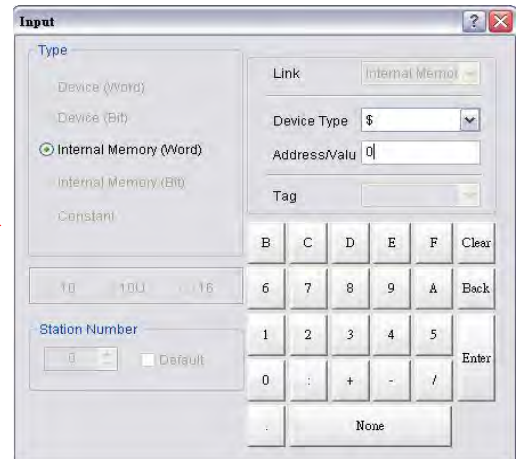 Input
Type
Device (Word)
Device (Bit)
Internal Memory (Word)
Internal Memory (Bit)
Constant
10 10U 16
Station Number
0 Default
Link Internal Memor
Device Type $
Address/Valu 0
Tag
B C D E F Clear
6 7 8 9 A Back
1 2 3 4 5
Enter
0 : + - /
. None